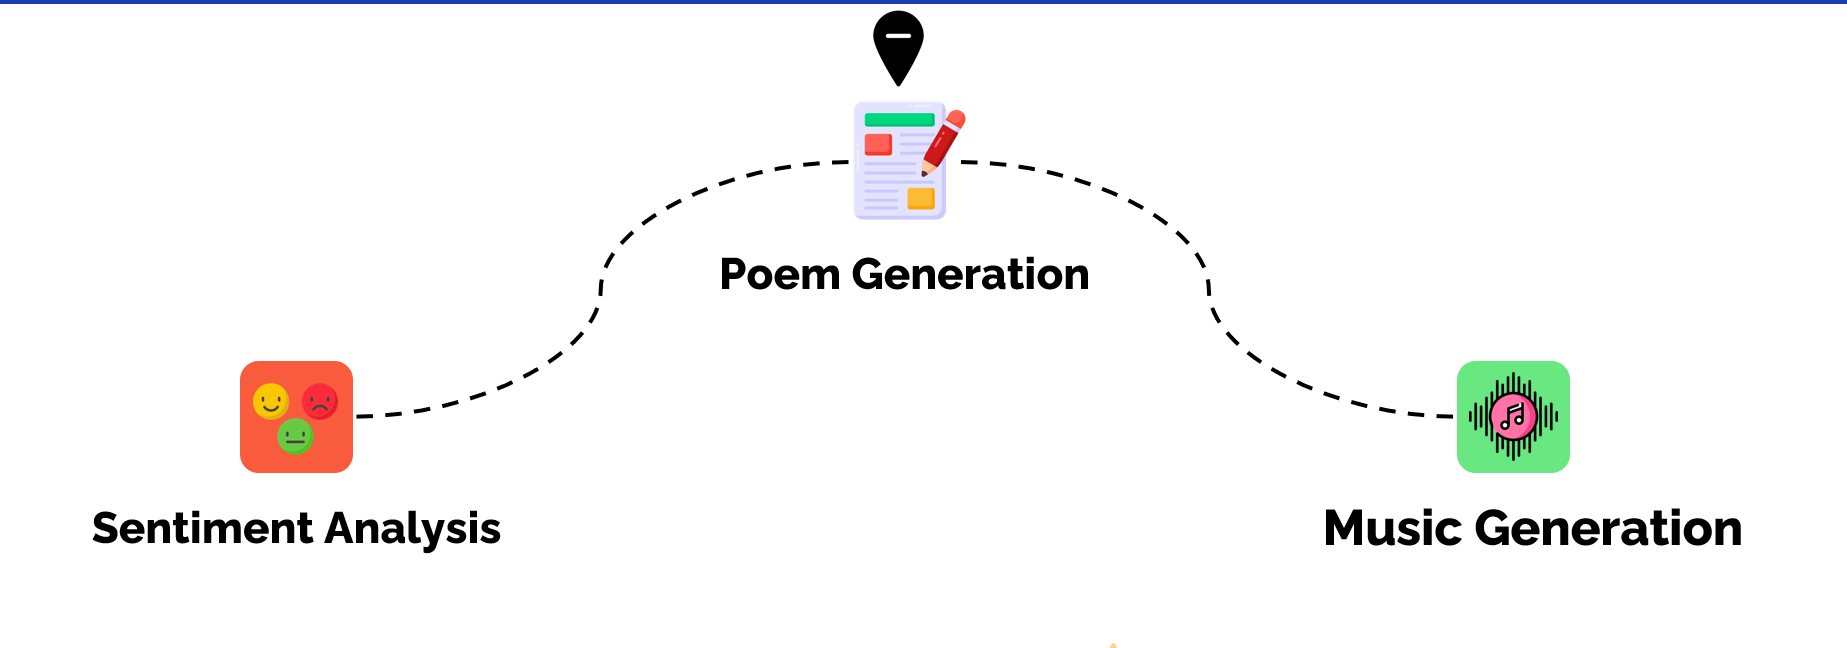 Poem Generation
Sentiment Analysis
Music Generation